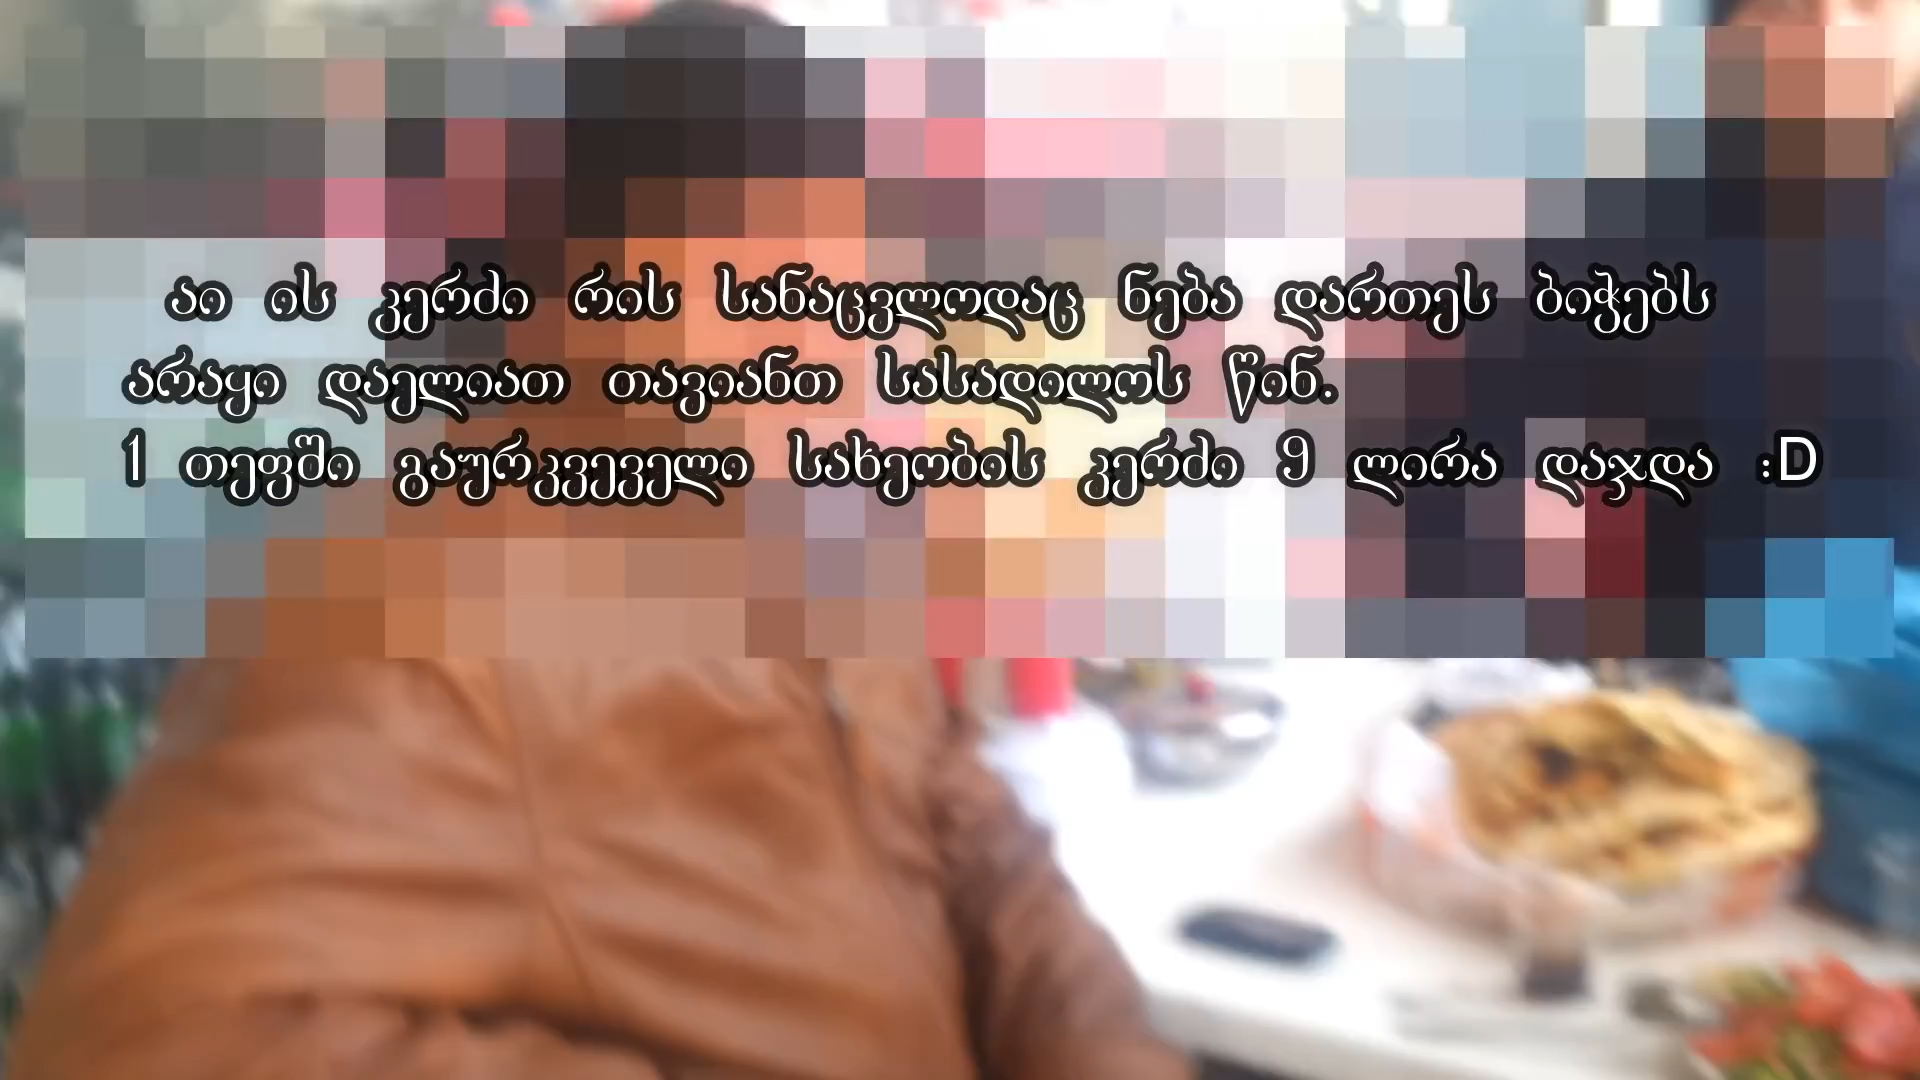 აი ის კერძი რის სანაცვლოდაც ნება დართეს ბიჭებს
არაყი დაელიათ თავიანთ სასადილოს წინ.
1 თეფში გაურკვეველი სახეობის კერძი 9 ლირა დაჯდა :D